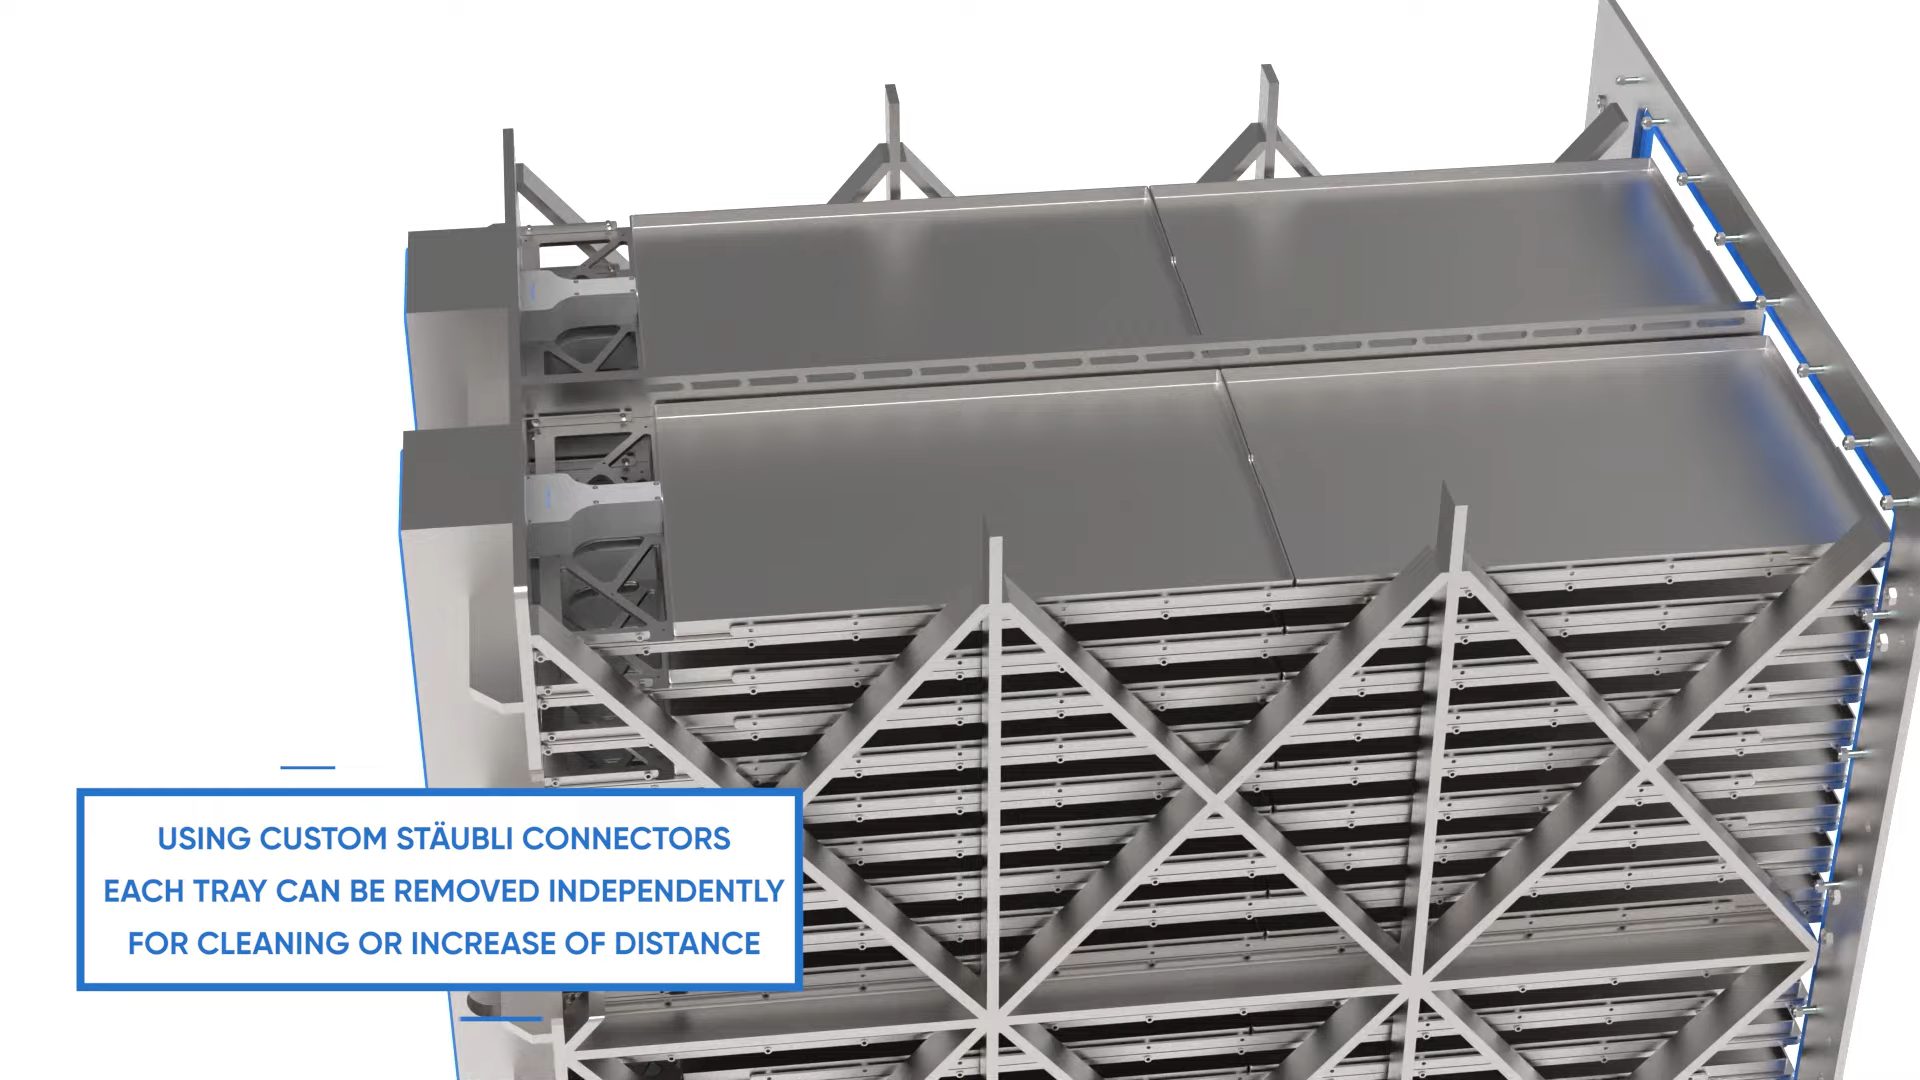 USING CUSTOM STÄUBLI CONNECTORS
EACH TRAY CAN BE REMOVED INDEPENDENTLY
FOR CLEANING OR INCREASE OF DISTANCE